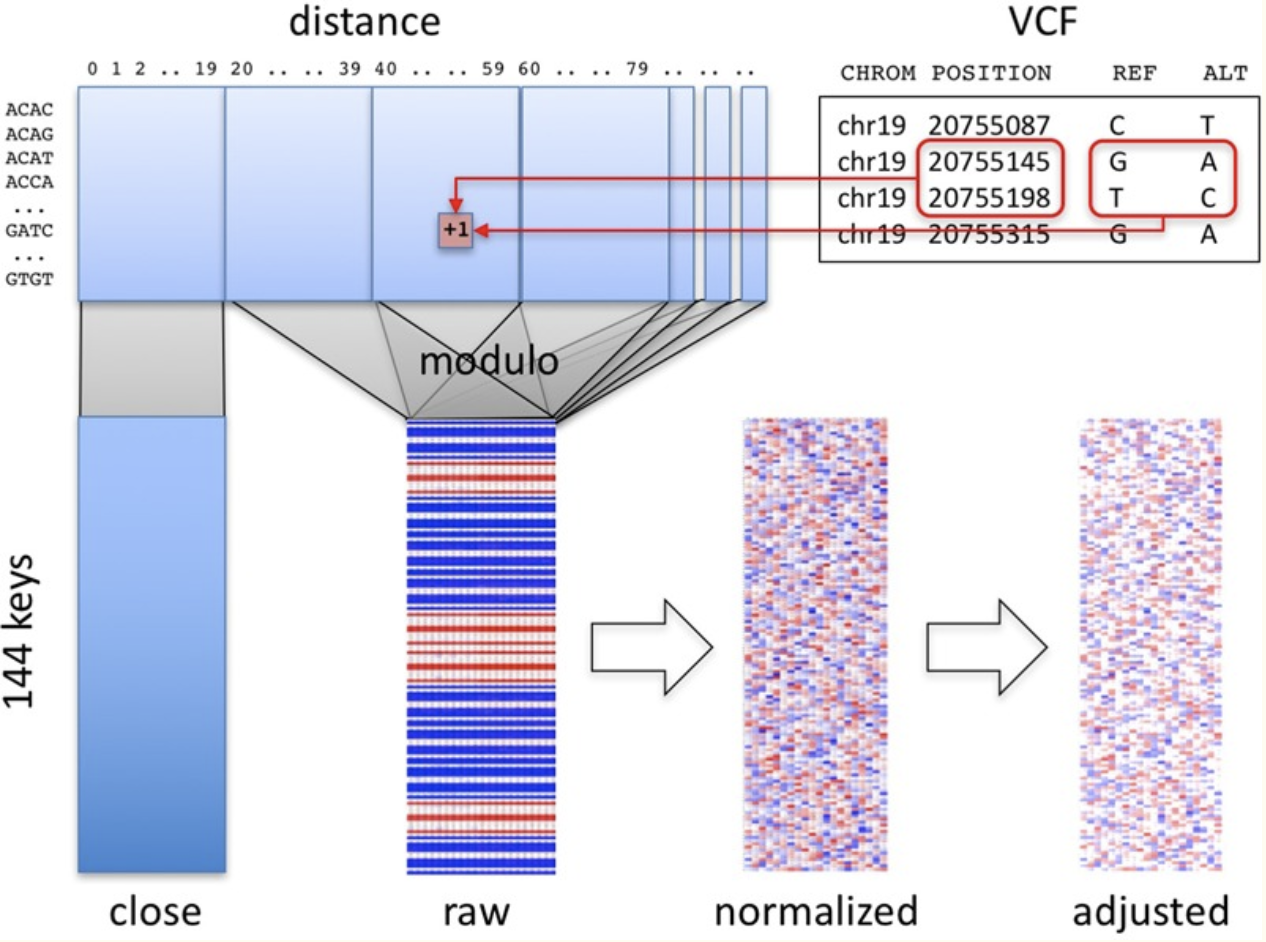 distance VCF
0 1 2 .. 19 20 .. .. 39 40 .. .. 59 60 .. .. 79 .. .. ..
CHROM POSITION REF ALT
ACAC
ACAG
ACAT
ACCA
...
GATC
...
GTGT
+1
chr19 20755087 C T
chr19 20755145 G A
chr19 20755198 T C
chr19 20755315 G A
modulo
144 keys
close raw normalized adjusted